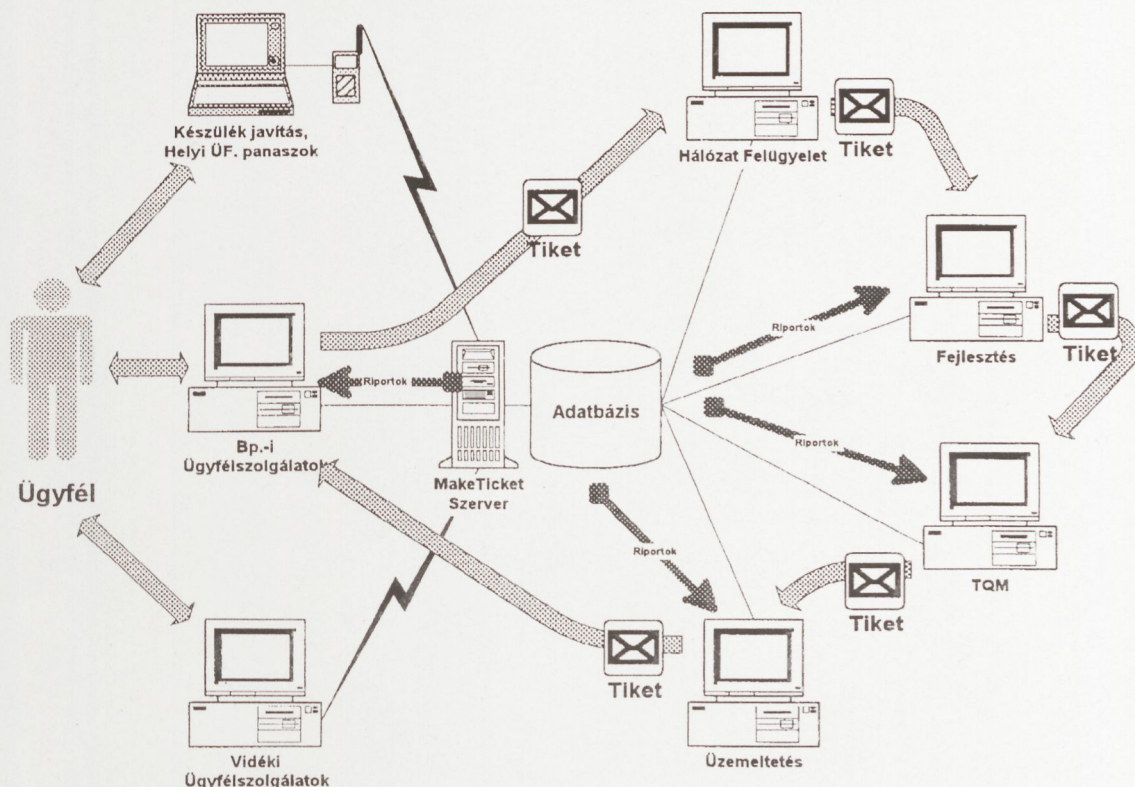 Készülék javítás,
Helyi ÜF. panaszok
Hálózat Felügyelet
Tiket
Tiket
Fejlesztés
Tiket
Riportok
Riportok
Adatbázis
Bp.-i
Ügyfélszolgálatok
MakeTicket
Szerver
Riportok
Ügyfél
Riportok
TQM
Tiket
Tiket
Üzemeltetés
Vidéki
Ügyfélszolgálatok